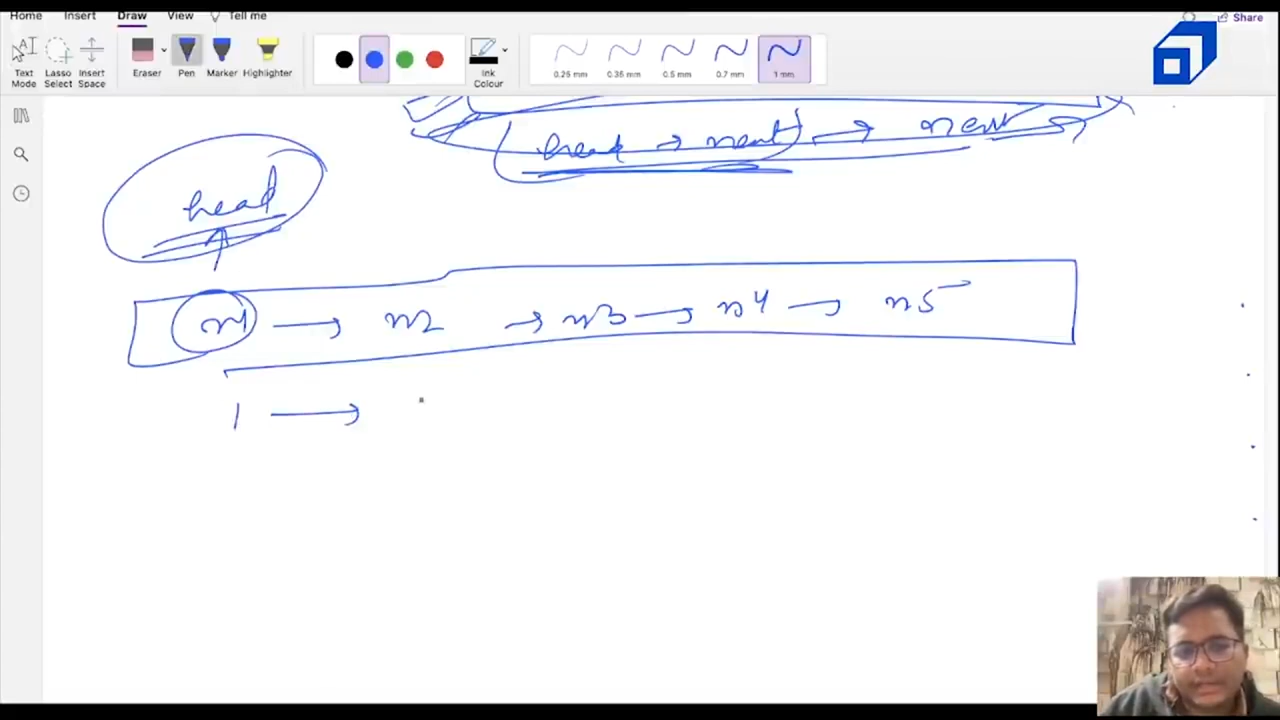 Home Insert Draw View Tell me Share
Text Mode Lasso Select Insert Space Eraser Pen Marker Highlighter Ink Colour 0.25 mm 0.35 mm 0.5 mm 0.7 mm 1 mm
head → next → next
head
n1 → n2 → n3 → n4 → n5
1 →